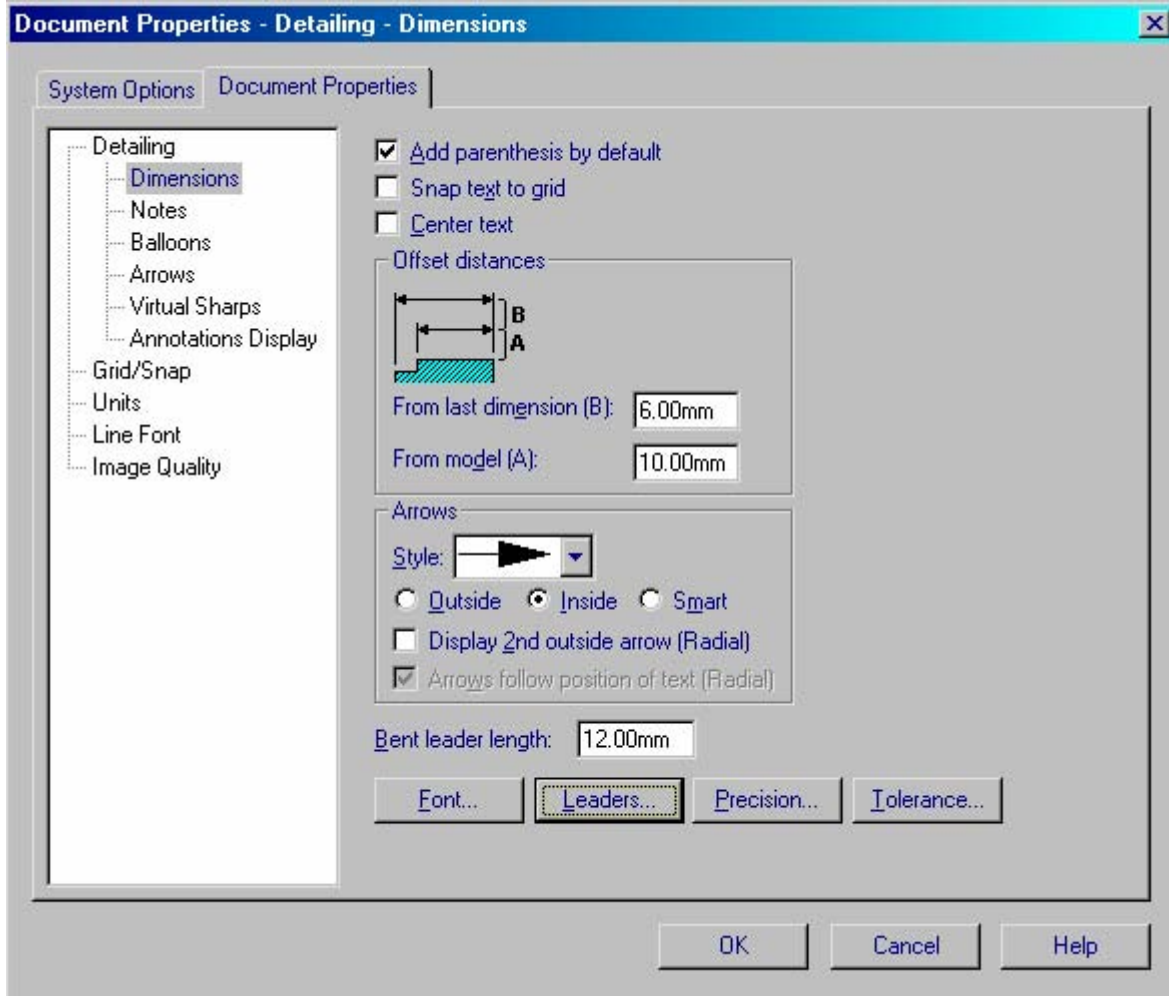 Document Properties - Detailing - Dimensions
System Options
Document Properties
Detailing
Dimensions
Notes
Balloons
Arrows
Virtual Sharps
Annotations Display
Grid/Snap
Units
Line Font
Image Quality
Add parenthesis by default
Snap text to grid
Center text
Offset distances
B
A
From last dimension (B): 6.00mm
From model (A): 10.00mm
Arrows
Style:
Outside Inside Smart
Display 2nd outside arrow (Radial)
Arrows follow position of text (Radial)
Bent leader length: 12.00mm
Font... Leaders... Precision... Tolerance...
OK Cancel Help